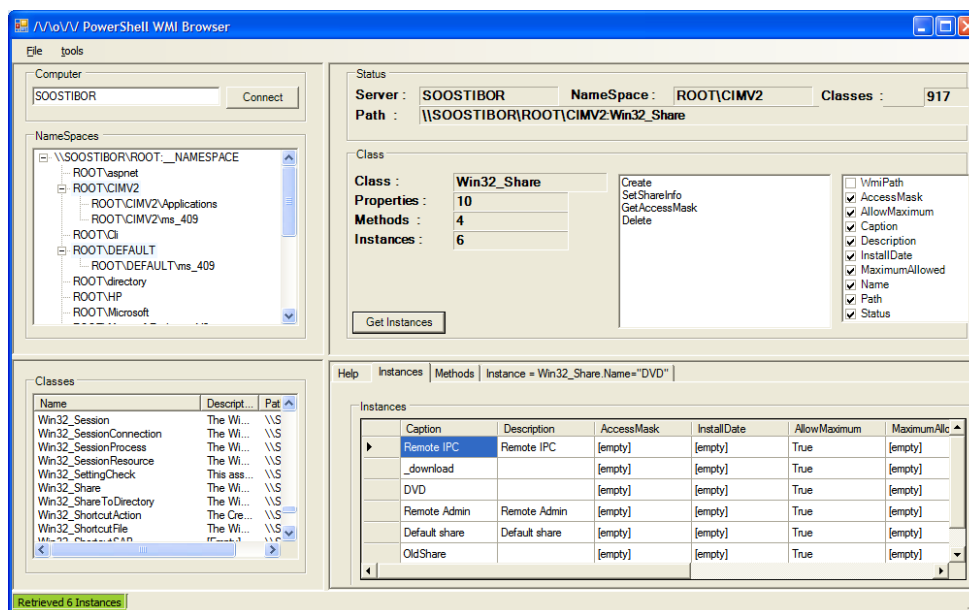 /\/\o\/\/ PowerShell WMI Browser
File tools
Computer
SOOSTIBOR Connect
NameSpaces
\\SOOSTIBOR\ROOT:__NAMESPACE
ROOT\aspnet
ROOT\CIMV2
ROOT\CIMV2\Applications
ROOT\CIMV2\ms_409
ROOT\Cli
ROOT\DEFAULT
ROOT\DEFAULT\ms_409
ROOT\directory
ROOT\HP
ROOT\Microsoft
Status
Server : SOOSTIBOR NameSpace : ROOT\CIMV2 Classes : 917
Path : \\SOOSTIBOR\ROOT\CIMV2:Win32_Share
Class
Class : Win32_Share
Properties : 10
Methods : 4
Instances : 6
Get Instances
Create
SetShareInfo
GetAccessMask
Delete
WmiPath
AccessMask
AllowMaximum
Caption
Description
InstallDate
MaximumAllowed
Name
Path
Status
Classes
Name Descript... Pat
Win32_Session The Wi... \\S
Win32_SessionConnection The Wi... \\S
Win32_SessionProcess The Wi... \\S
Win32_SessionResource The Wi... \\S
Win32_SettingCheck This ass... \\S
Win32_Share The Wi... \\S
Win32_ShareToDirectory The Wi... \\S
Win32_ShortcutAction The Cre... \\S
Win32_ShortcutFile The Wi... \\S
Win32_ShortcutSAP [Empty] \\S
Help Instances Methods Instance = Win32_Share.Name="DVD"
Instances
Caption Description AccessMask InstallDate AllowMaximum MaximumAllo
Remote IPC Remote IPC [empty] [empty] True [empty]
_download [empty] [empty] True [empty]
DVD [empty] [empty] True [empty]
Remote Admin Remote Admin [empty] [empty] True [empty]
Default share Default share [empty] [empty] True [empty]
OldShare [empty] [empty] True [empty]
Retrieved 6 Instances